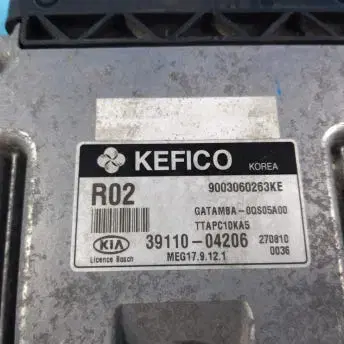 KEFICO KOREA
R02 9003060263KE
GATAMBA-0QS05A00
TTAPC10KA5
KIA 39110-04206 270810
Licence Bosch MEG17.9.12.1 0036